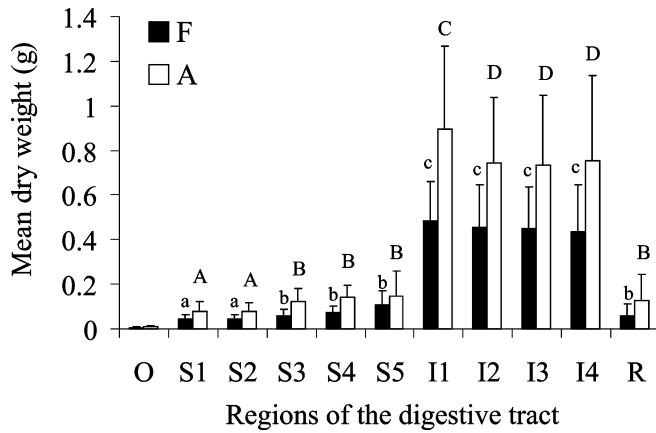 1.4
1.2
1
0.8
0.6
0.4
0.2
0
Mean dry weight (g)
F
A
a A a A b B b B b B c C c D c D c D b B
O S1 S2 S3 S4 S5 I1 I2 I3 I4 R
Regions of the digestive tract